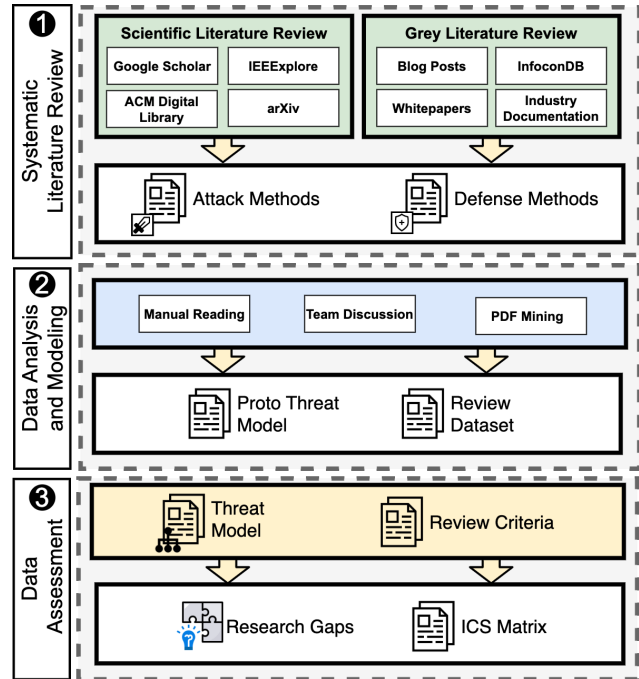 1
Systematic
Literature Review
Scientific Literature Review
Google Scholar
IEEExplore
ACM Digital
Library
arXiv
Grey Literature Review
Blog Posts
InfoconDB
Whitepapers
Industry
Documentation
Attack Methods
Defense Methods
2
Data Analysis
and Modeling
Manual Reading
Team Discussion
PDF Mining
Proto Threat
Model
Review
Dataset
3
Data
Assessment
Threat
Model
Review Criteria
?
Research Gaps
ICS Matrix